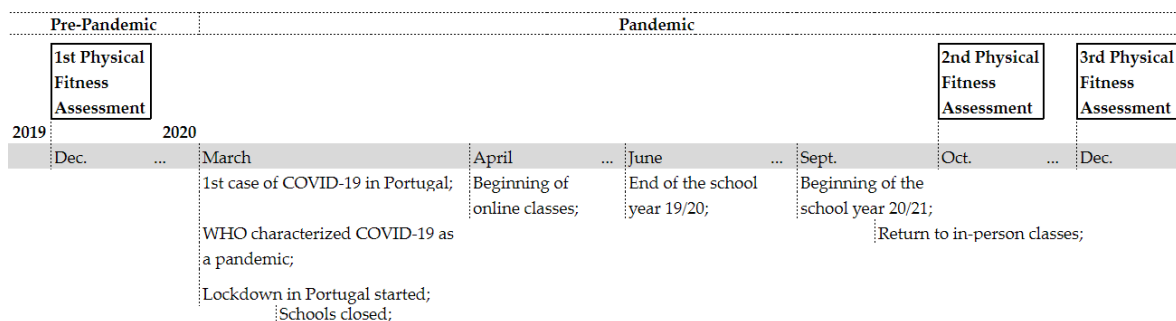 Pre-Pandemic Pandemic
1st Physical
Fitness
Assessment
2nd Physical
Fitness
Assessment
3rd Physical
Fitness
Assessment
2019 2020
Dec. ... March April ... June ... Sept. Oct. ... Dec.
1st case of COVID-19 in Portugal;
WHO characterized COVID-19 as
a pandemic;
Lockdown in Portugal started;
Schools closed;
Beginning of
online classes;
End of the school
year 19/20;
Beginning of the
school year 20/21;
Return to in-person classes;